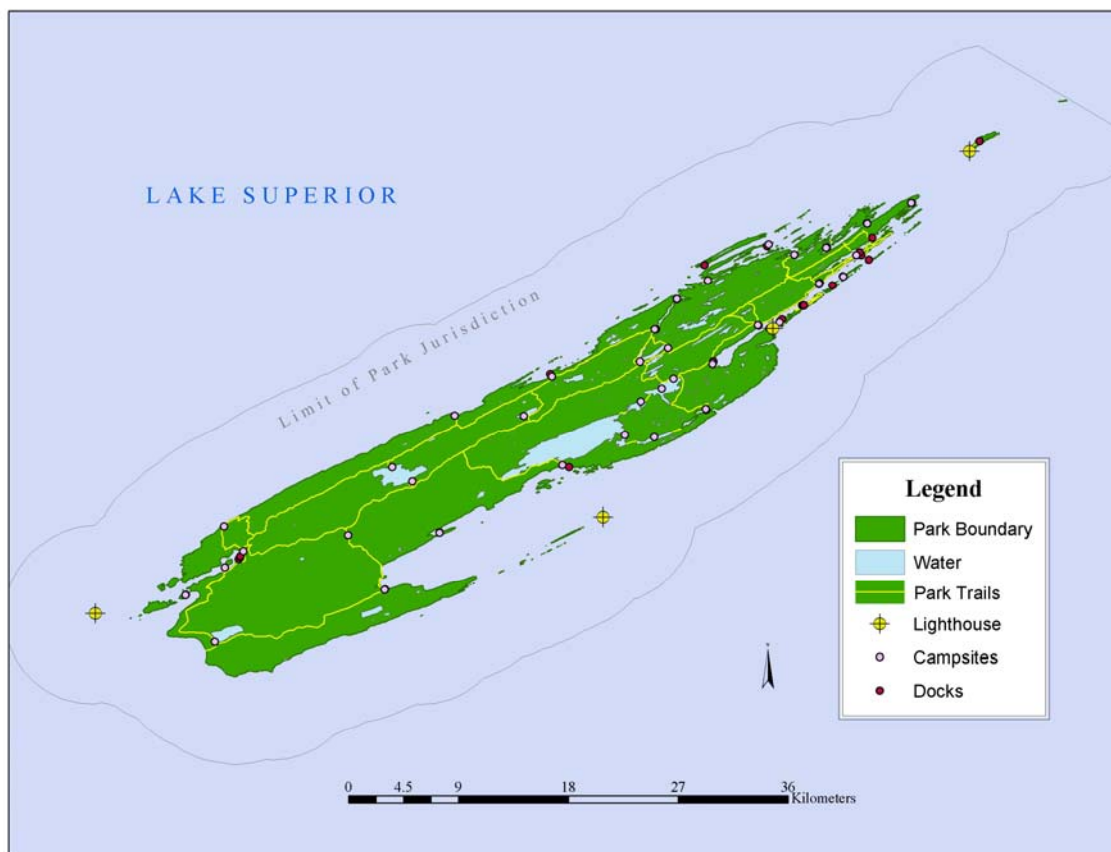 LAKE SUPERIOR
Limit of Park Jurisdiction
Legend
Park Boundary
Water
Park Trails
Lighthouse
Campsites
Docks
0 4.5 9 18 27 36
Kilometers